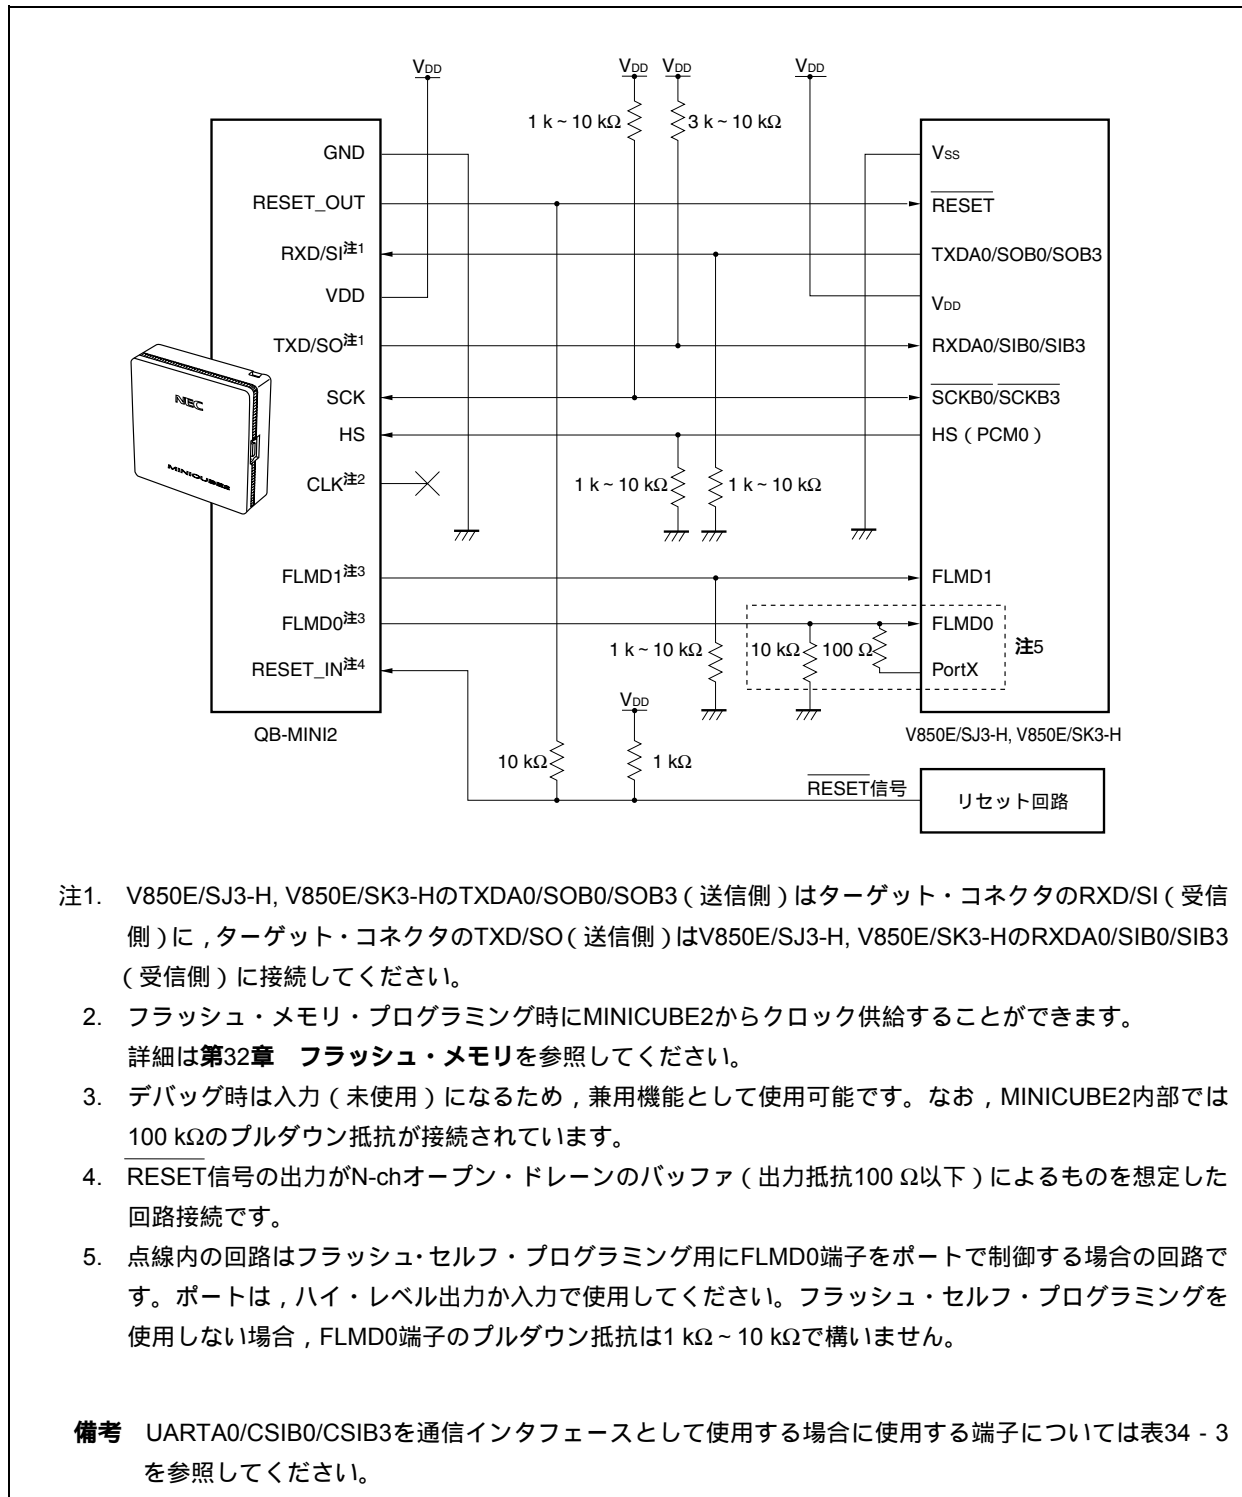 VDD
VDD VDD
VDD
1 k ~ 10 kΩ
3 k ~ 10 kΩ
GND
VSS
RESET_OUT
RESET
RXD/SI注1
TXDA0/SOB0/SOB3
VDD
VDD
TXD/SO注1
RXDA0/SIB0/SIB3
SCK
SCKB0/SCKB3
HS
HS（PCM0）
NEC
MINICUBE2
CLK注2
1 k ~ 10 kΩ
1 k ~ 10 kΩ
FLMD1注3
FLMD1
FLMD0注3
FLMD0
1 k ~ 10 kΩ
10 kΩ
100 Ω
注5
RESET_IN注4
PortX
VDD
QB-MINI2
V850E/SJ3-H, V850E/SK3-H
10 kΩ
1 kΩ
RESET信号
リセット回路
注1. V850E/SJ3-H, V850E/SK3-HのTXDA0/SOB0/SOB3（送信側）はターゲット・コネクタのRXD/SI（受信
側）に，ターゲット・コネクタのTXD/SO（送信側）はV850E/SJ3-H, V850E/SK3-HのRXDA0/SIB0/SIB3
（受信側）に接続してください。
2. フラッシュ・メモリ・プログラミング時にMINICUBE2からクロック供給することができます。
詳細は第32章　フラッシュ・メモリを参照してください。
3. デバッグ時は入力（未使用）になるため，兼用機能として使用可能です。なお，MINICUBE2内部では
100 kΩのプルダウン抵抗が接続されています。
4. RESET信号の出力がN-chオープン・ドレーンのバッファ（出力抵抗100 Ω以下）によるものを想定した
回路接続です。
5. 点線内の回路はフラッシュ・セルフ・プログラミング用にFLMD0端子をポートで制御する場合の回路で
す。ポートは，ハイ・レベル出力か入力で使用してください。フラッシュ・セルフ・プログラミングを
使用しない場合，FLMD0端子のプルダウン抵抗は1 kΩ ~ 10 kΩで構いません。
備考　UARTA0/CSIB0/CSIB3を通信インタフェースとして使用する場合に使用する端子については表34 - 3
を参照してください。